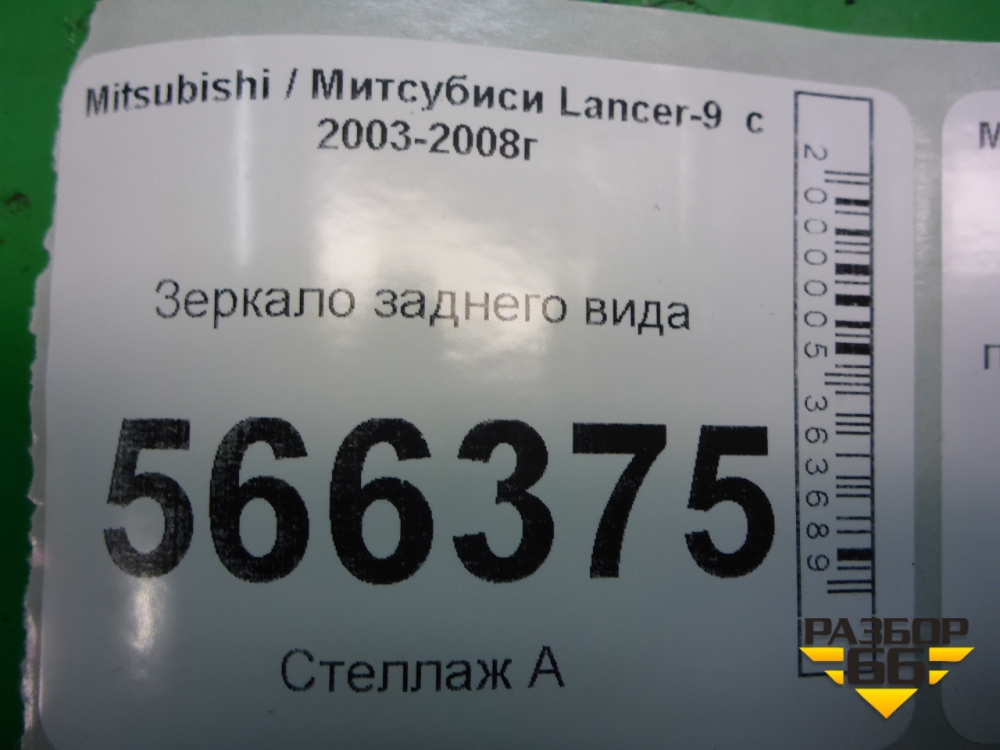 Mitsubishi / Митсубиси Lancer-9 с
2003-2008г
Зеркало заднего вида
566375
Стеллаж А
2000005363689
РАЗБОР
66
М
П